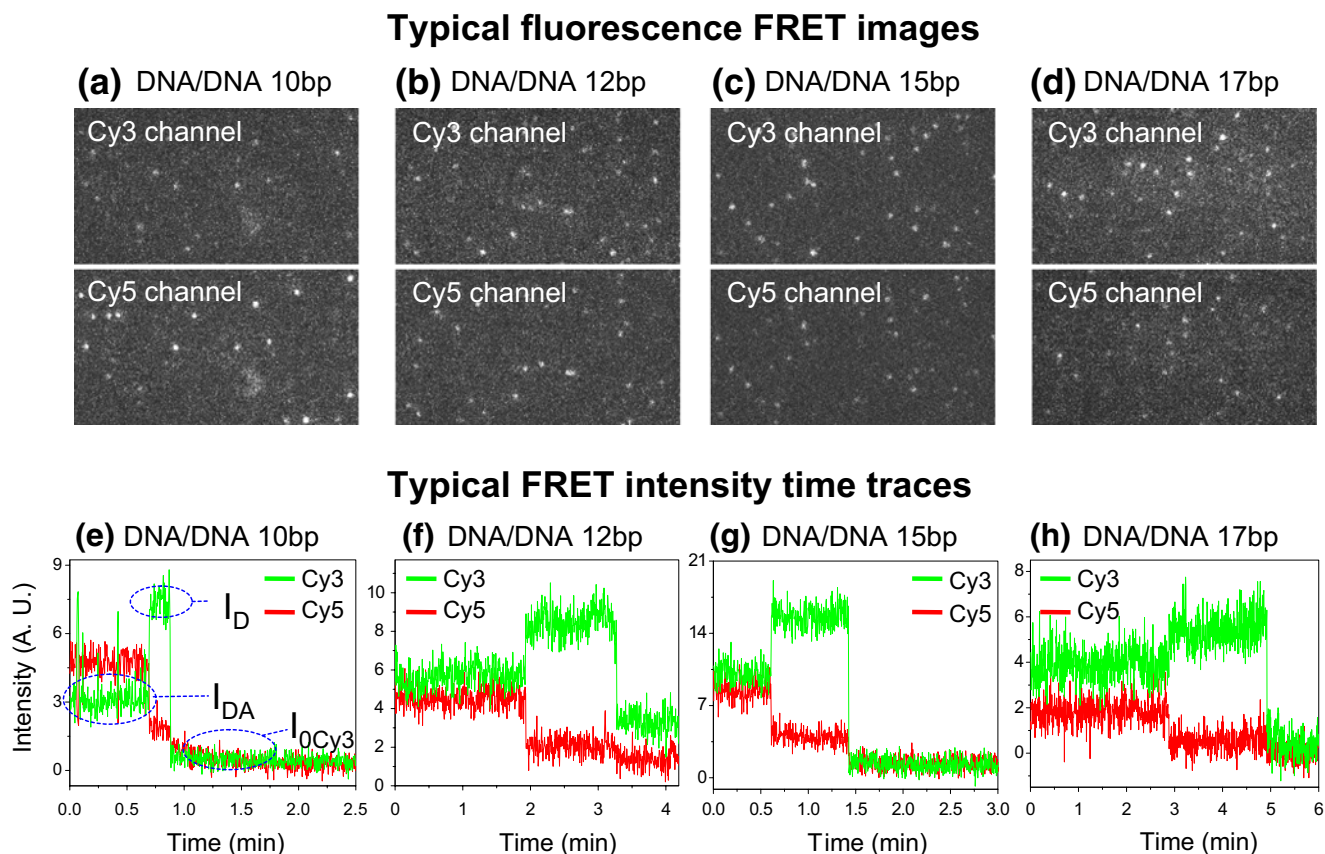 Typical fluorescence FRET images
(a) DNA/DNA 10bp
(b) DNA/DNA 12bp
(c) DNA/DNA 15bp
(d) DNA/DNA 17bp
Cy3 channel
Cy3 channel
Cy3 channel
Cy3 channel
Cy5 channel
Cy5 channel
Cy5 channel
Cy5 channel
Typical FRET intensity time traces
(e) DNA/DNA 10bp
Intensity (A. U.)
9
6
3
0
Cy3
Cy5
I_D
I_DA
I_0Cy3
0.0 0.5 1.0 1.5 2.0 2.5
Time (min)
(f) DNA/DNA 12bp
10
8
6
4
2
0
Cy3
Cy5
0 1 2 3 4
Time (min)
(g) DNA/DNA 15bp
21
14
7
0
Cy3
Cy5
0.0 0.5 1.0 1.5 2.0 2.5 3.0
Time (min)
(h) DNA/DNA 17bp
8
6
4
2
0
Cy3
Cy5
0 1 2 3 4 5 6
Time (min)